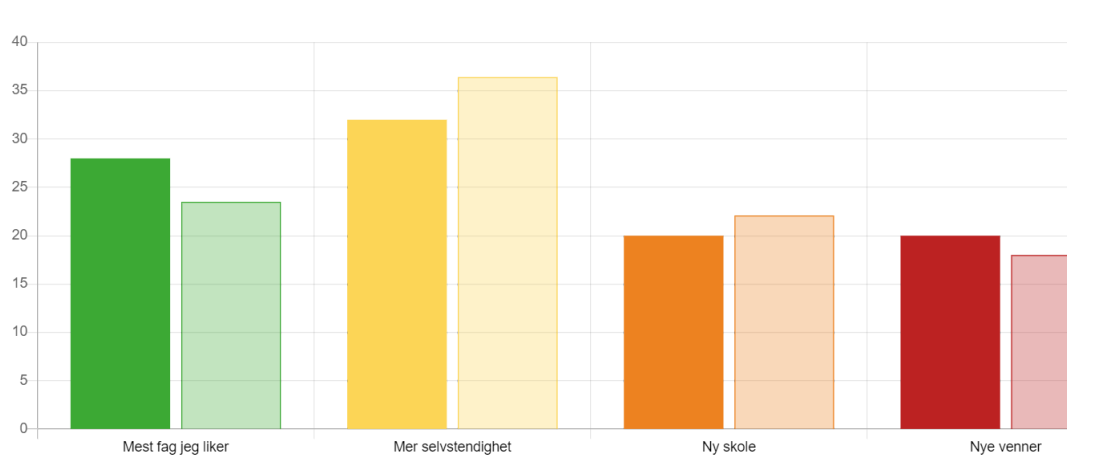 40
35
30
25
20
15
10
5
0
Mest fag jeg liker
Mer selvstendighet
Ny skole
Nye venner